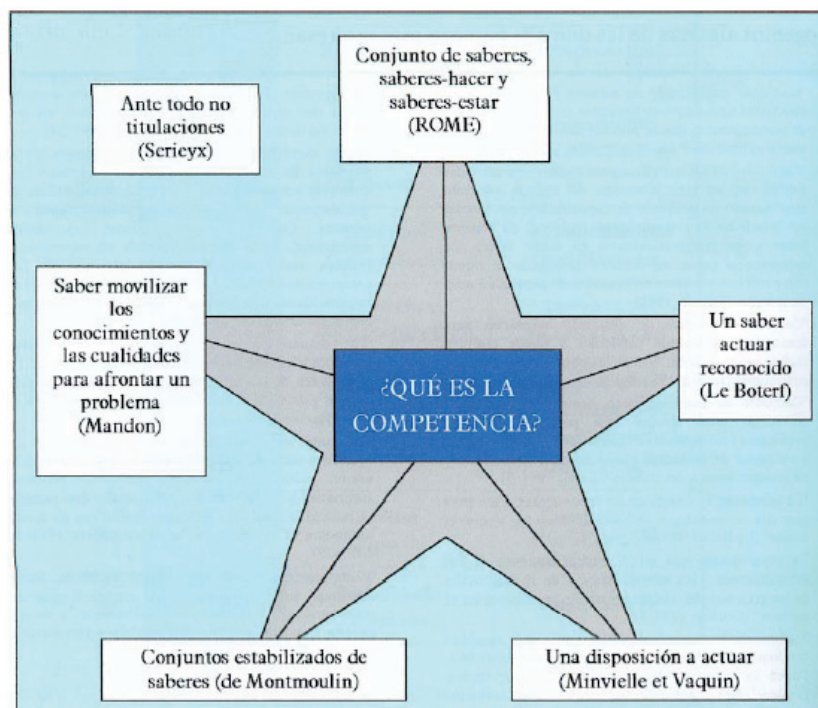 Conjunto de saberes,
saberes-hacer y
saberes-estar
(ROME)
Ante todo no
titulaciones
(Sericyx)
Saber movilizar
los
conocimientos y
las cualidades
para afrontar un
problema
(Mandon)
Un saber
actuar
reconocido
(Le Boterf)
¿QUÉ ES LA
COMPETENCIA?
Conjuntos estabilizados de
saberes (de Montmoulin)
Una disposición a actuar
(Minvielle et Vaquin)